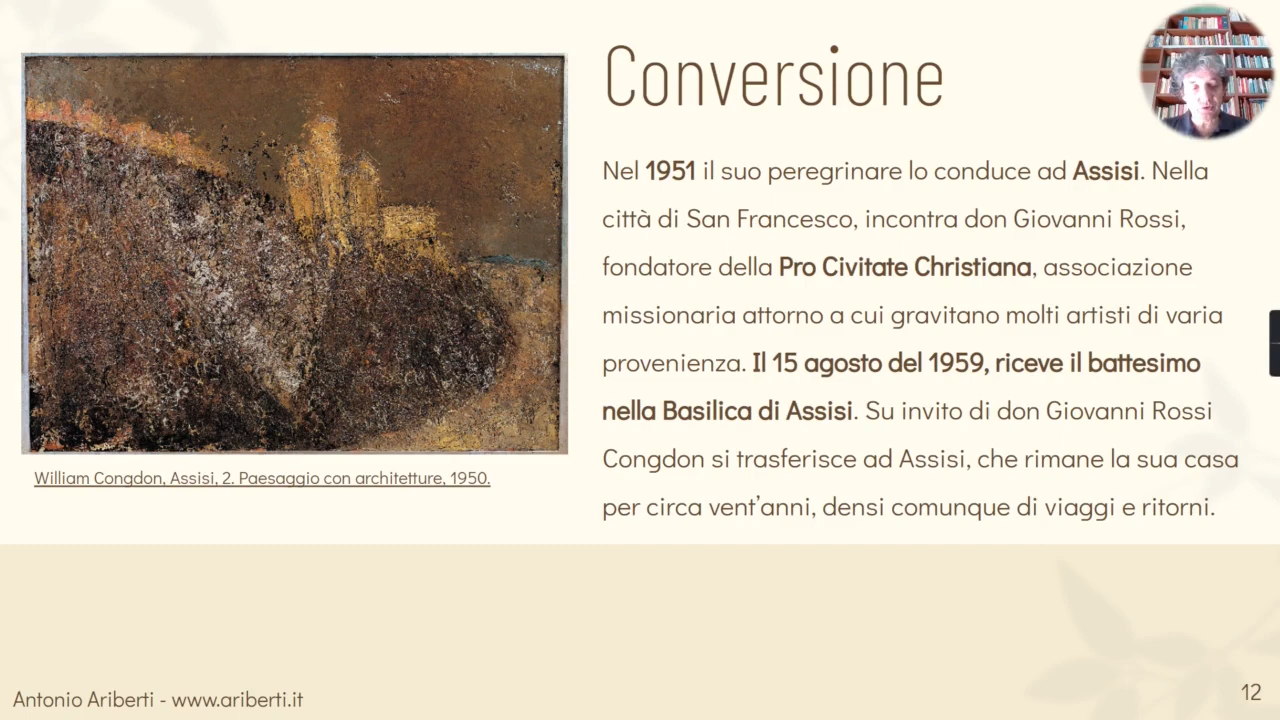 Conversione
Nel 1951 il suo peregrinare lo conduce ad Assisi. Nella
città di San Francesco, incontra don Giovanni Rossi,
fondatore della Pro Civitate Christiana, associazione
missionaria attorno a cui gravitano molti artisti di varia
provenienza. Il 15 agosto del 1959, riceve il battesimo
nella Basilica di Assisi. Su invito di don Giovanni Rossi
Congdon si trasferisce ad Assisi, che rimane la sua casa
per circa vent’anni, densi comunque di viaggi e ritorni.
William Congdon, Assisi, 2. Paesaggio con architetture, 1950.
Antonio Ariberti - www.ariberti.it
12